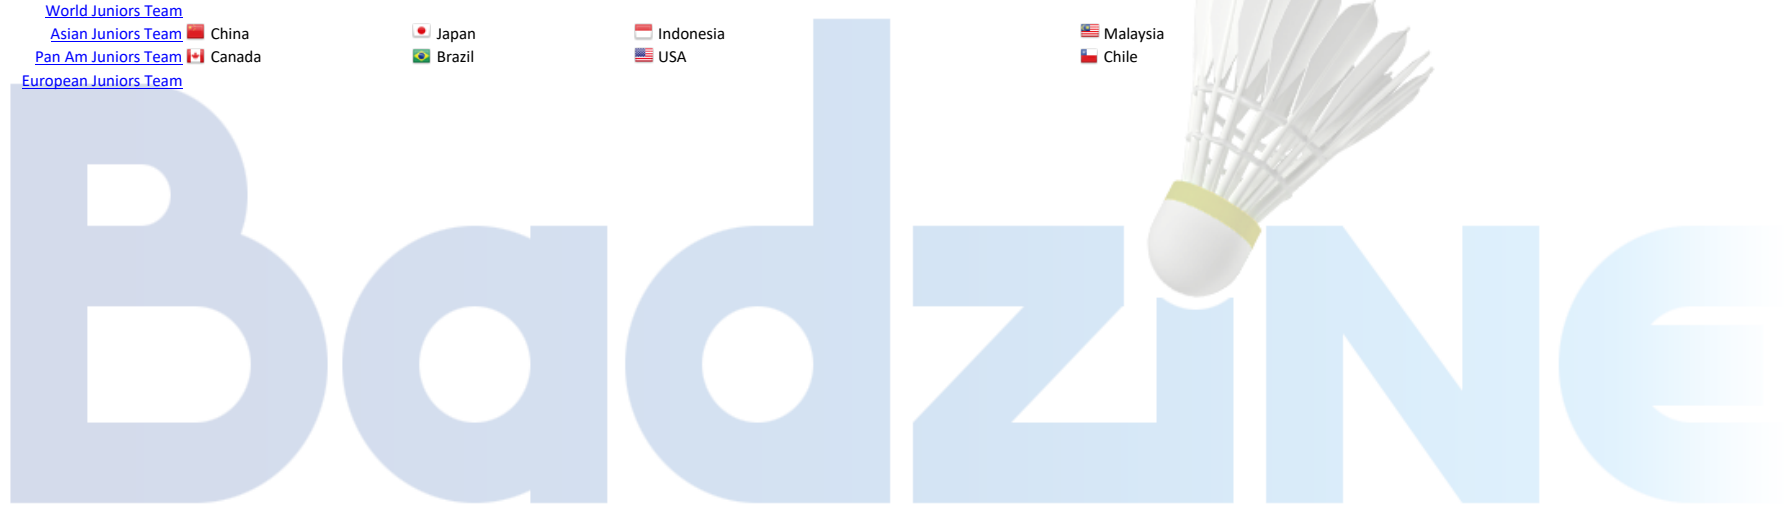 World Juniors Team
Asian Juniors Team China Japan Indonesia Malaysia
Pan Am Juniors Team Canada Brazil USA Chile
European Juniors Team
BadziNe